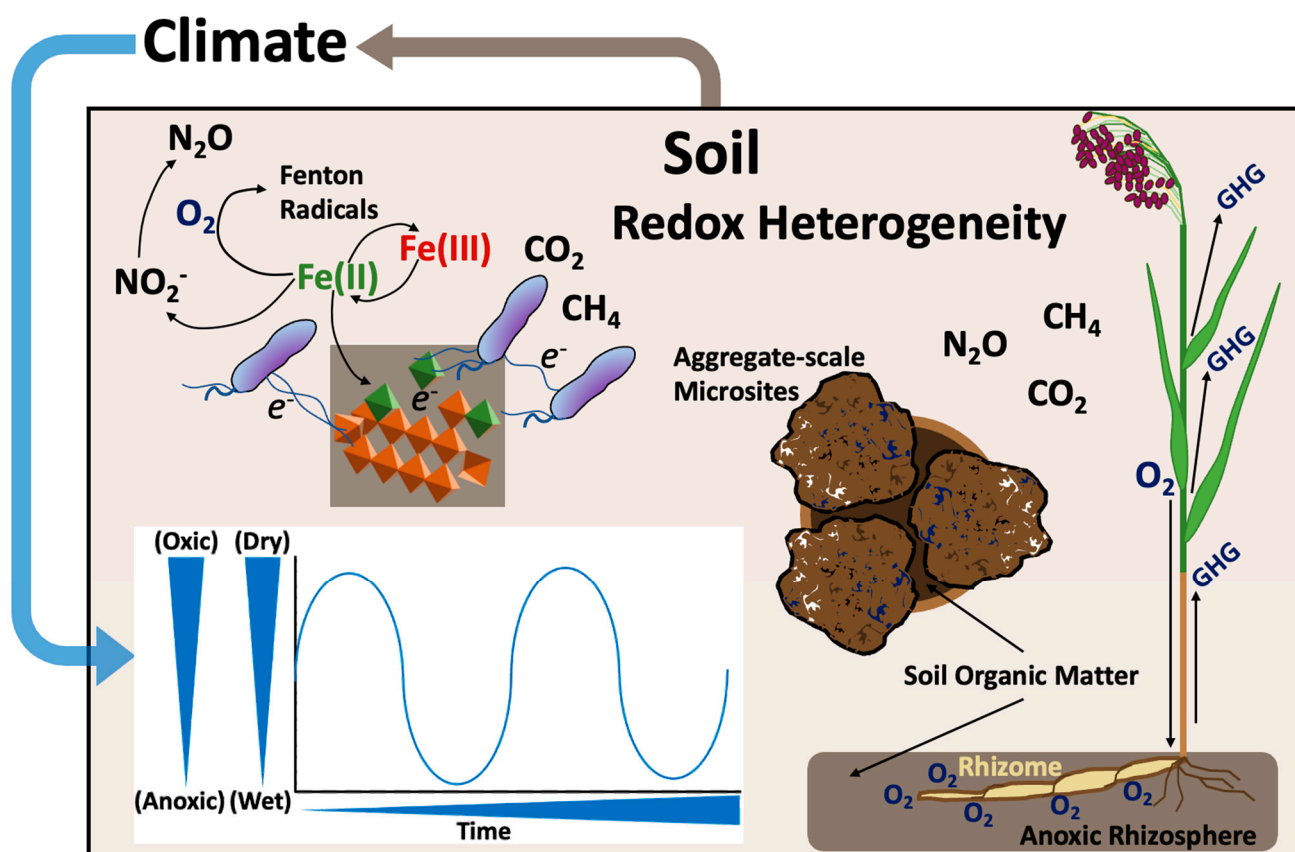 Climate
Soil
Redox Heterogeneity
N₂O
O₂
Fenton
Radicals
NO₂⁻
Fe(II)
Fe(III)
CO₂
CH₄
e⁻
e⁻
e⁻
Aggregate-scale
Microsites
N₂O
CH₄
CO₂
GHG
GHG
GHG
O₂
Soil Organic Matter
(Oxic) (Dry)
(Anoxic) (Wet)
Time
Rhizome
O₂
O₂
O₂
O₂
O₂
Anoxic Rhizosphere